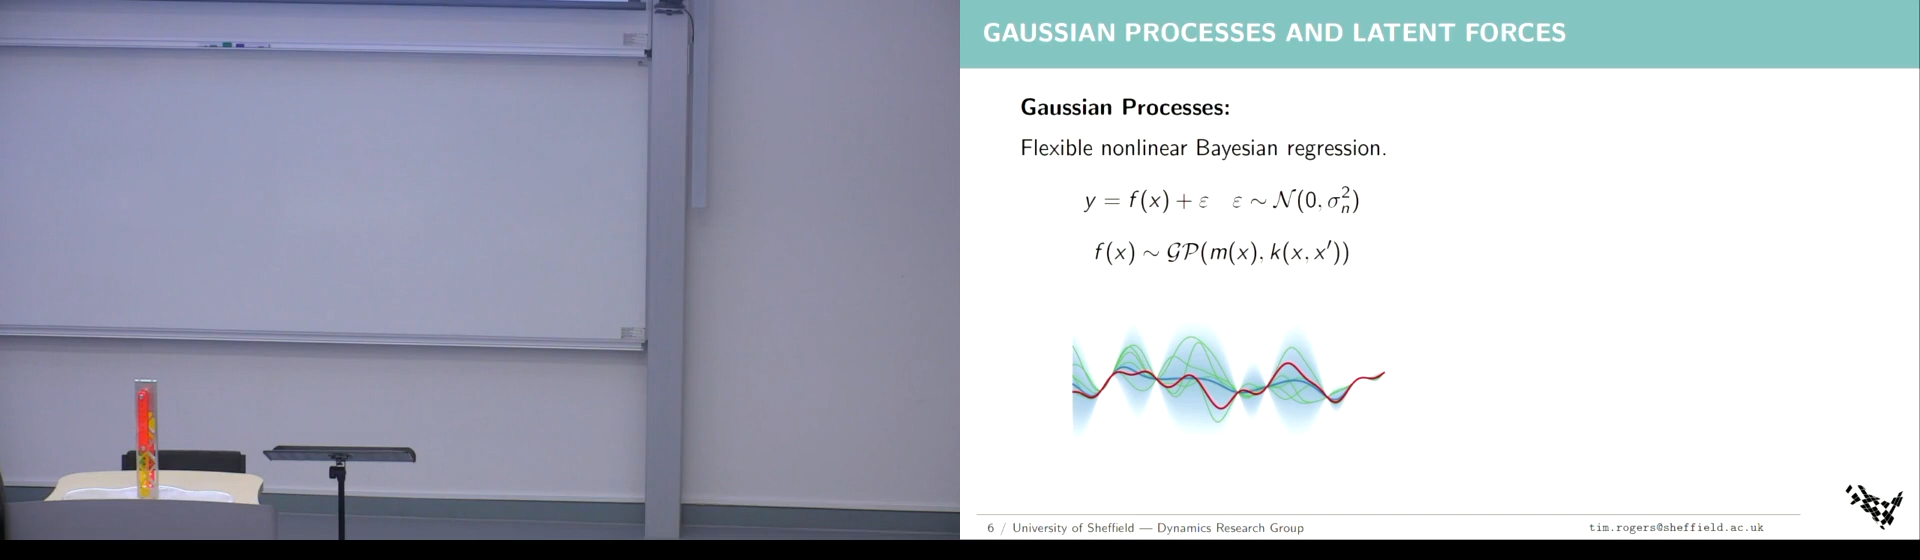 GAUSSIAN PROCESSES AND LATENT FORCES
Gaussian Processes:
Flexible nonlinear Bayesian regression.
y = f(x) + ε   ε ∼ 𝒩(0, σₙ²)
f(x) ∼ 𝒢𝒫(m(x), k(x, x′))
6 / University of Sheffield — Dynamics Research Group
tim.rogers@sheffield.ac.uk